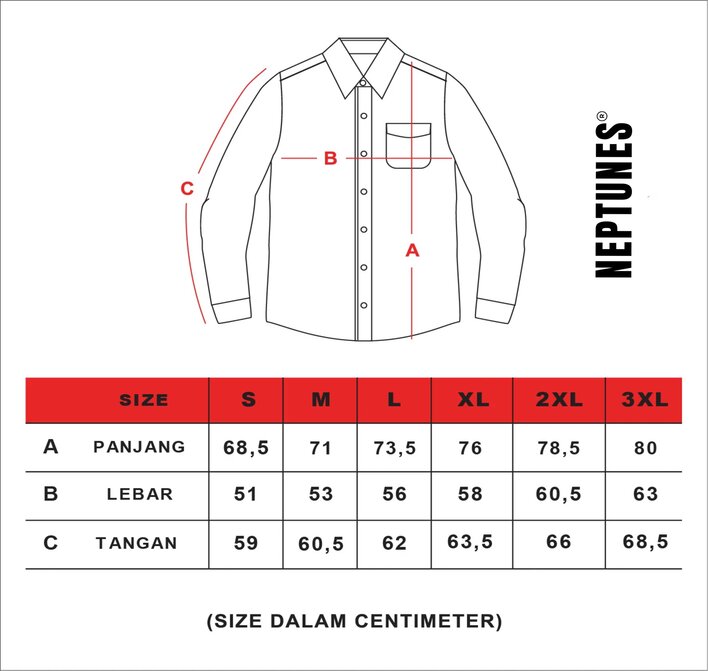 NEPTUNES®
B
C
A
SIZE S M L XL 2XL 3XL
A PANJANG 68,5 71 73,5 76 78,5 80
B LEBAR 51 53 56 58 60,5 63
C TANGAN 59 60,5 62 63,5 66 68,5
(SIZE DALAM CENTIMETER)